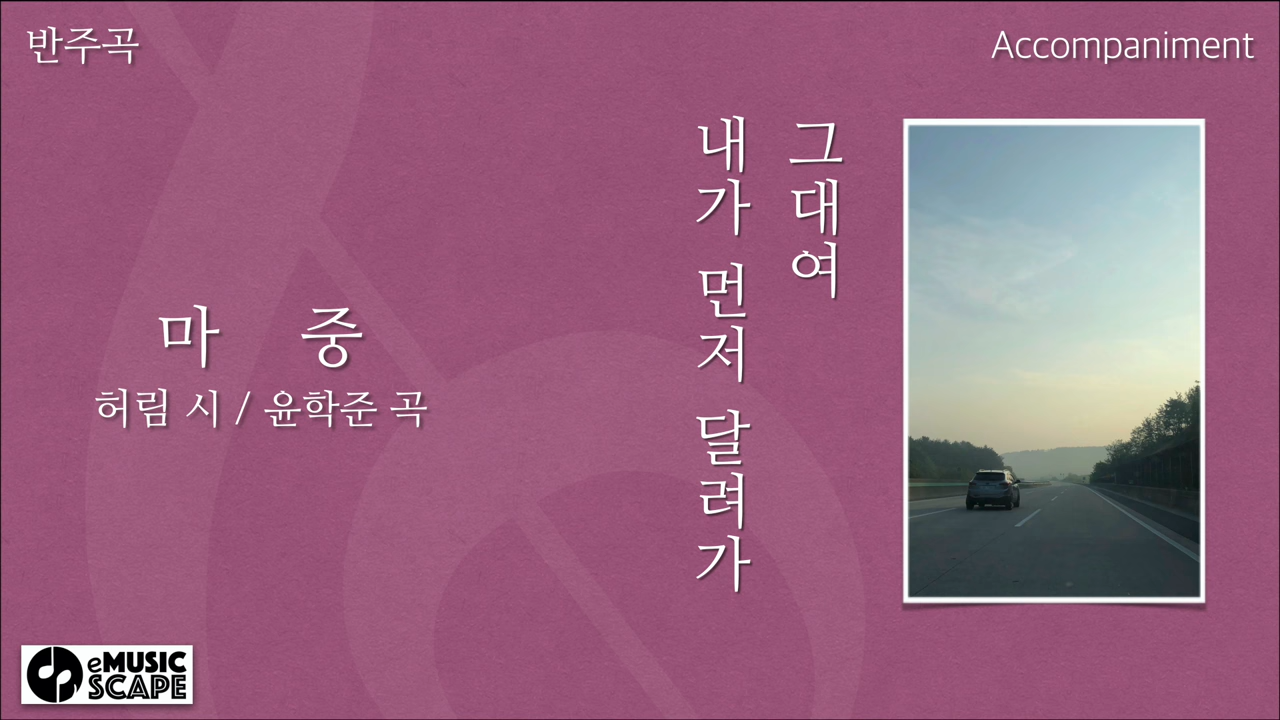 반주곡
Accompaniment
그대여
내가 먼저 달려가
마 중
허림 시 / 윤학준 곡
eMUSIC
SCAPE